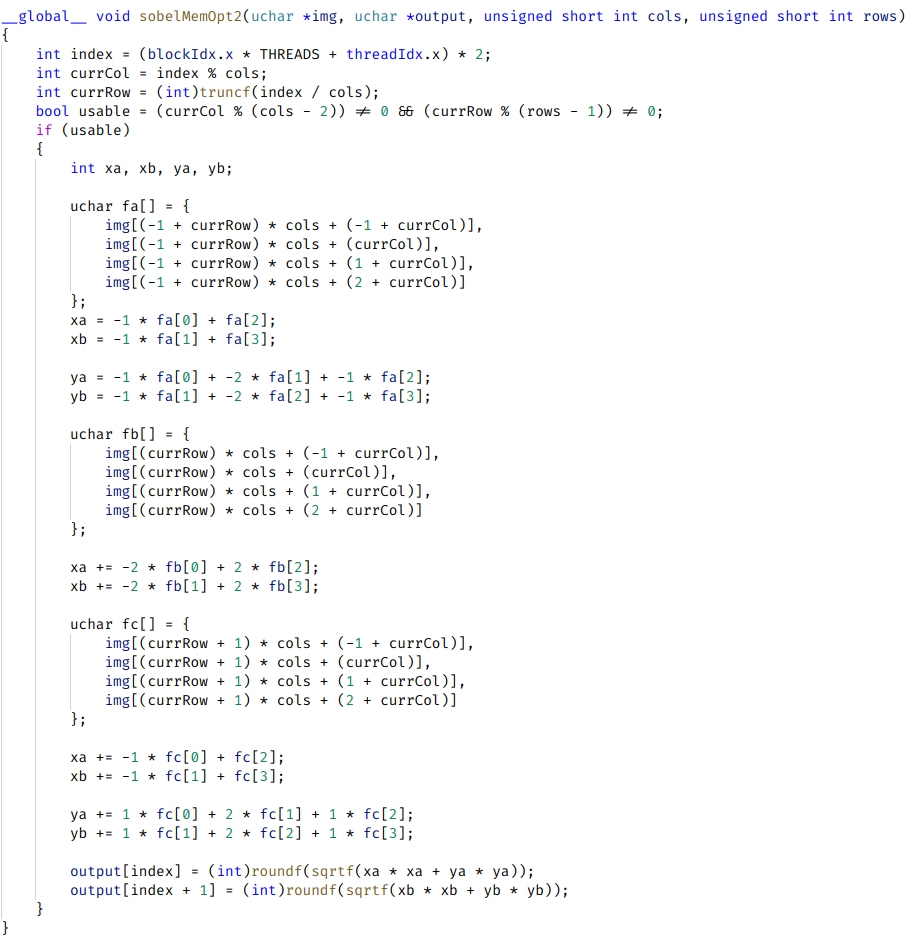 __global__ void sobelMemOpt2(uchar *img, uchar *output, unsigned short int cols, unsigned short int rows)
{
    int index = (blockIdx.x * THREADS + threadIdx.x) * 2;
    int currCol = index % cols;
    int currRow = (int)truncf(index / cols);
    bool usable = (currCol % (cols - 2)) ≠ 0 && (currRow % (rows - 1)) ≠ 0;
    if (usable)
    {
        int xa, xb, ya, yb;

        uchar fa[] = {
            img[(-1 + currRow) * cols + (-1 + currCol)],
            img[(-1 + currRow) * cols + (currCol)],
            img[(-1 + currRow) * cols + (1 + currCol)],
            img[(-1 + currRow) * cols + (2 + currCol)]
        };
        xa = -1 * fa[0] + fa[2];
        xb = -1 * fa[1] + fa[3];

        ya = -1 * fa[0] + -2 * fa[1] + -1 * fa[2];
        yb = -1 * fa[1] + -2 * fa[2] + -1 * fa[3];

        uchar fb[] = {
            img[(currRow) * cols + (-1 + currCol)],
            img[(currRow) * cols + (currCol)],
            img[(currRow) * cols + (1 + currCol)],
            img[(currRow) * cols + (2 + currCol)]
        };

        xa += -2 * fb[0] + 2 * fb[2];
        xb += -2 * fb[1] + 2 * fb[3];

        uchar fc[] = {
            img[(currRow + 1) * cols + (-1 + currCol)],
            img[(currRow + 1) * cols + (currCol)],
            img[(currRow + 1) * cols + (1 + currCol)],
            img[(currRow + 1) * cols + (2 + currCol)]
        };

        xa += -1 * fc[0] + fc[2];
        xb += -1 * fc[1] + fc[3];

        ya += 1 * fc[0] + 2 * fc[1] + 1 * fc[2];
        yb += 1 * fc[1] + 2 * fc[2] + 1 * fc[3];

        output[index] = (int)roundf(sqrtf(xa * xa + ya * ya));
        output[index + 1] = (int)roundf(sqrtf(xb * xb + yb * yb));
    }
}